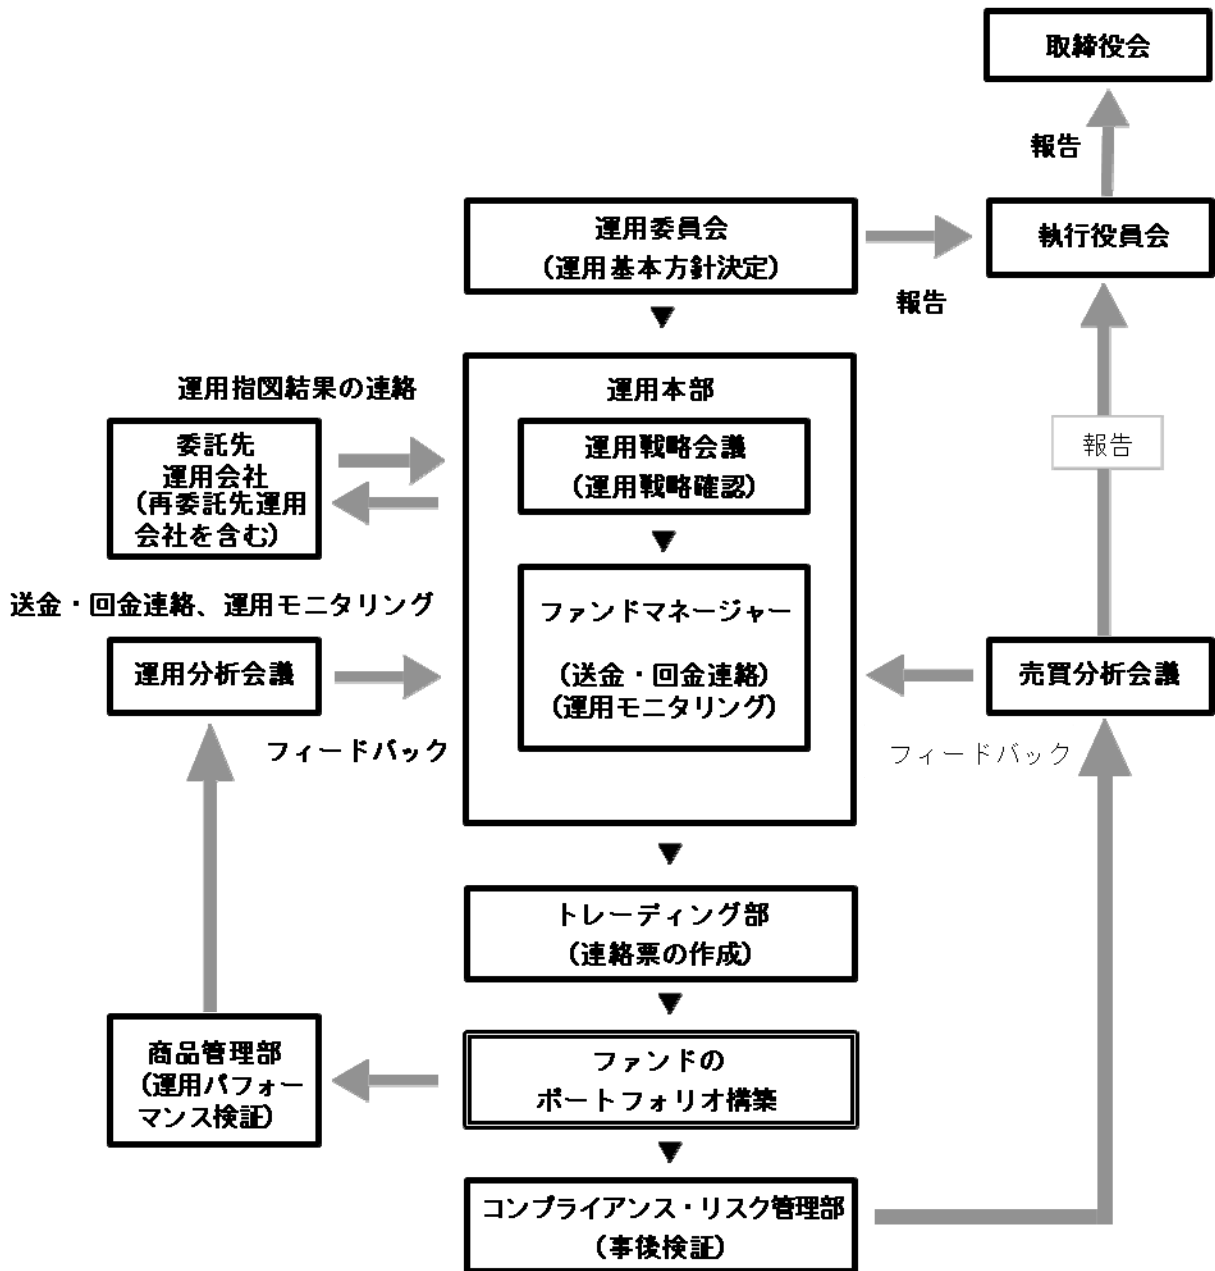 取締役会
報告
運用委員会
(運用基本方針決定)
執行役員会
報告
運用指図結果の連絡
運用本部
委託先
運用会社
(再委託先運用
会社を含む)
運用戦略会議
(運用戦略確認)
報告
ファンドマネージャー
(送金・回金連絡)
(運用モニタリング)
送金・回金連絡、運用モニタリング
運用分析会議
売買分析会議
フィードバック
フィードバック
トレーディング部
(連絡票の作成)
商品管理部
(運用パフォー
マンス検証)
ファンドの
ポートフォリオ構築
コンプライアンス・リスク管理部
(事後検証)